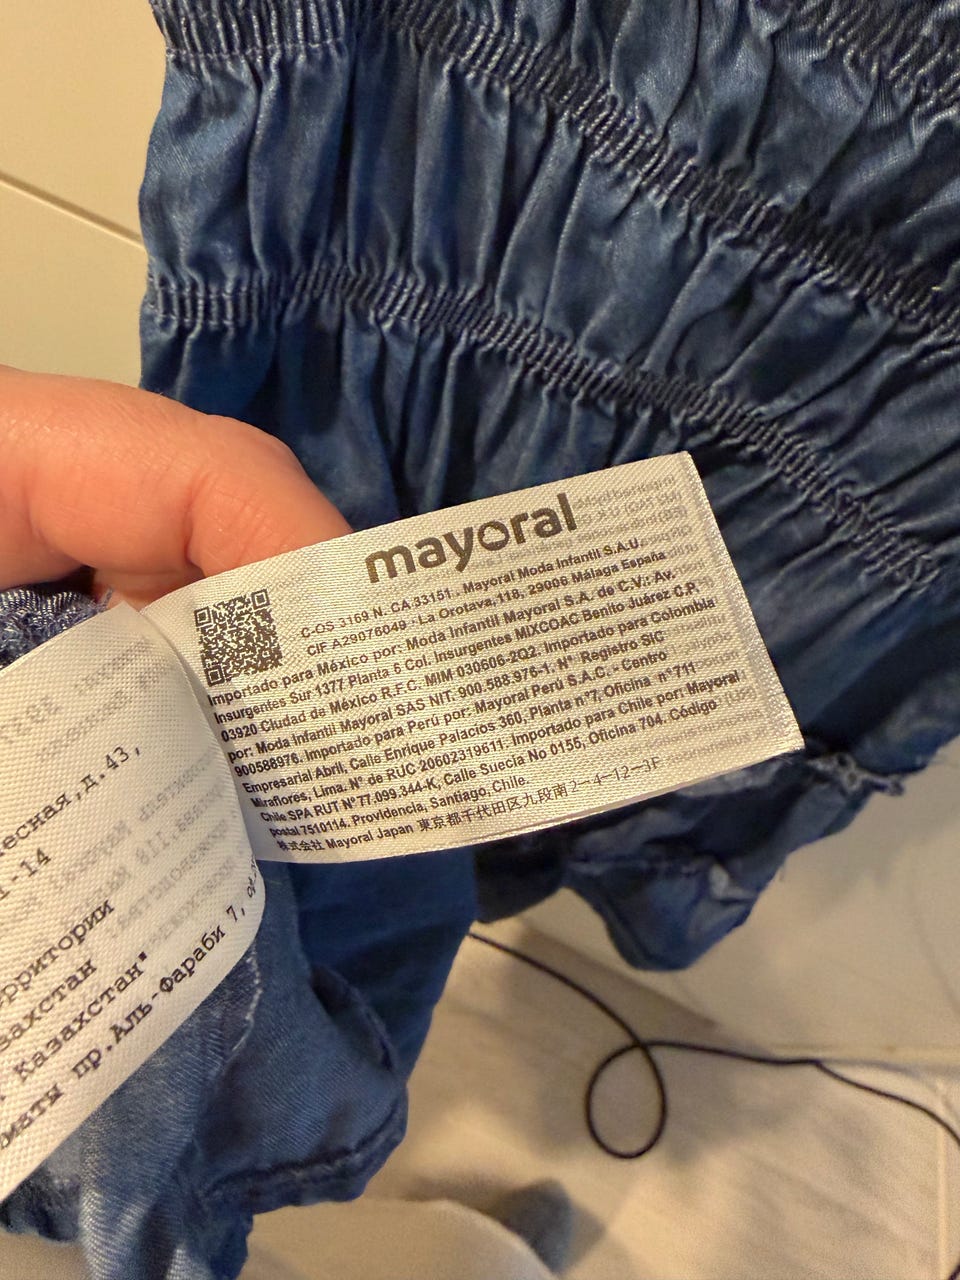 mayoral
C-OS 3169 N. CA 33151 . Mayoral Moda Infantil S.A.U.
CIF A29076049 - La Orotava, 118, 29006 Málaga España
Importado para México por: Moda Infantil Mayoral S.A. de C.V.: Av.
Insurgentes Sur 1377 Planta 6 Col. Insurgentes MIXCOAC Benito Juárez C.P.
03920 Ciudad de México R.F.C. MIM 030606-2Q2. Importado para Colombia
por: Moda Infantil Mayoral SAS NIT. 900.588.976-1. N° Registro SIC
900588976. Importado para Perú por: Mayoral Perú S.A.C.- Centro
Empresarial Abril, Calle Enrique Palacios 360, Planta n°7, Oficina n°711
Miraflores, Lima. N° de RUC 20602319611. Importado para Chile por: Mayoral
Chile SPA RUT N°77.099.344-K, Calle Suecia No 0155, Oficina 704. Código
postal 7510114, Providencia, Santiago, Chile.
株式会社 Mayoral Japan 東京都千代田区九段南2-4-12-3F
есная,д.43,
-14
рритории
захстан
Казахстан"
маты пр.Аль-Фараби 7,